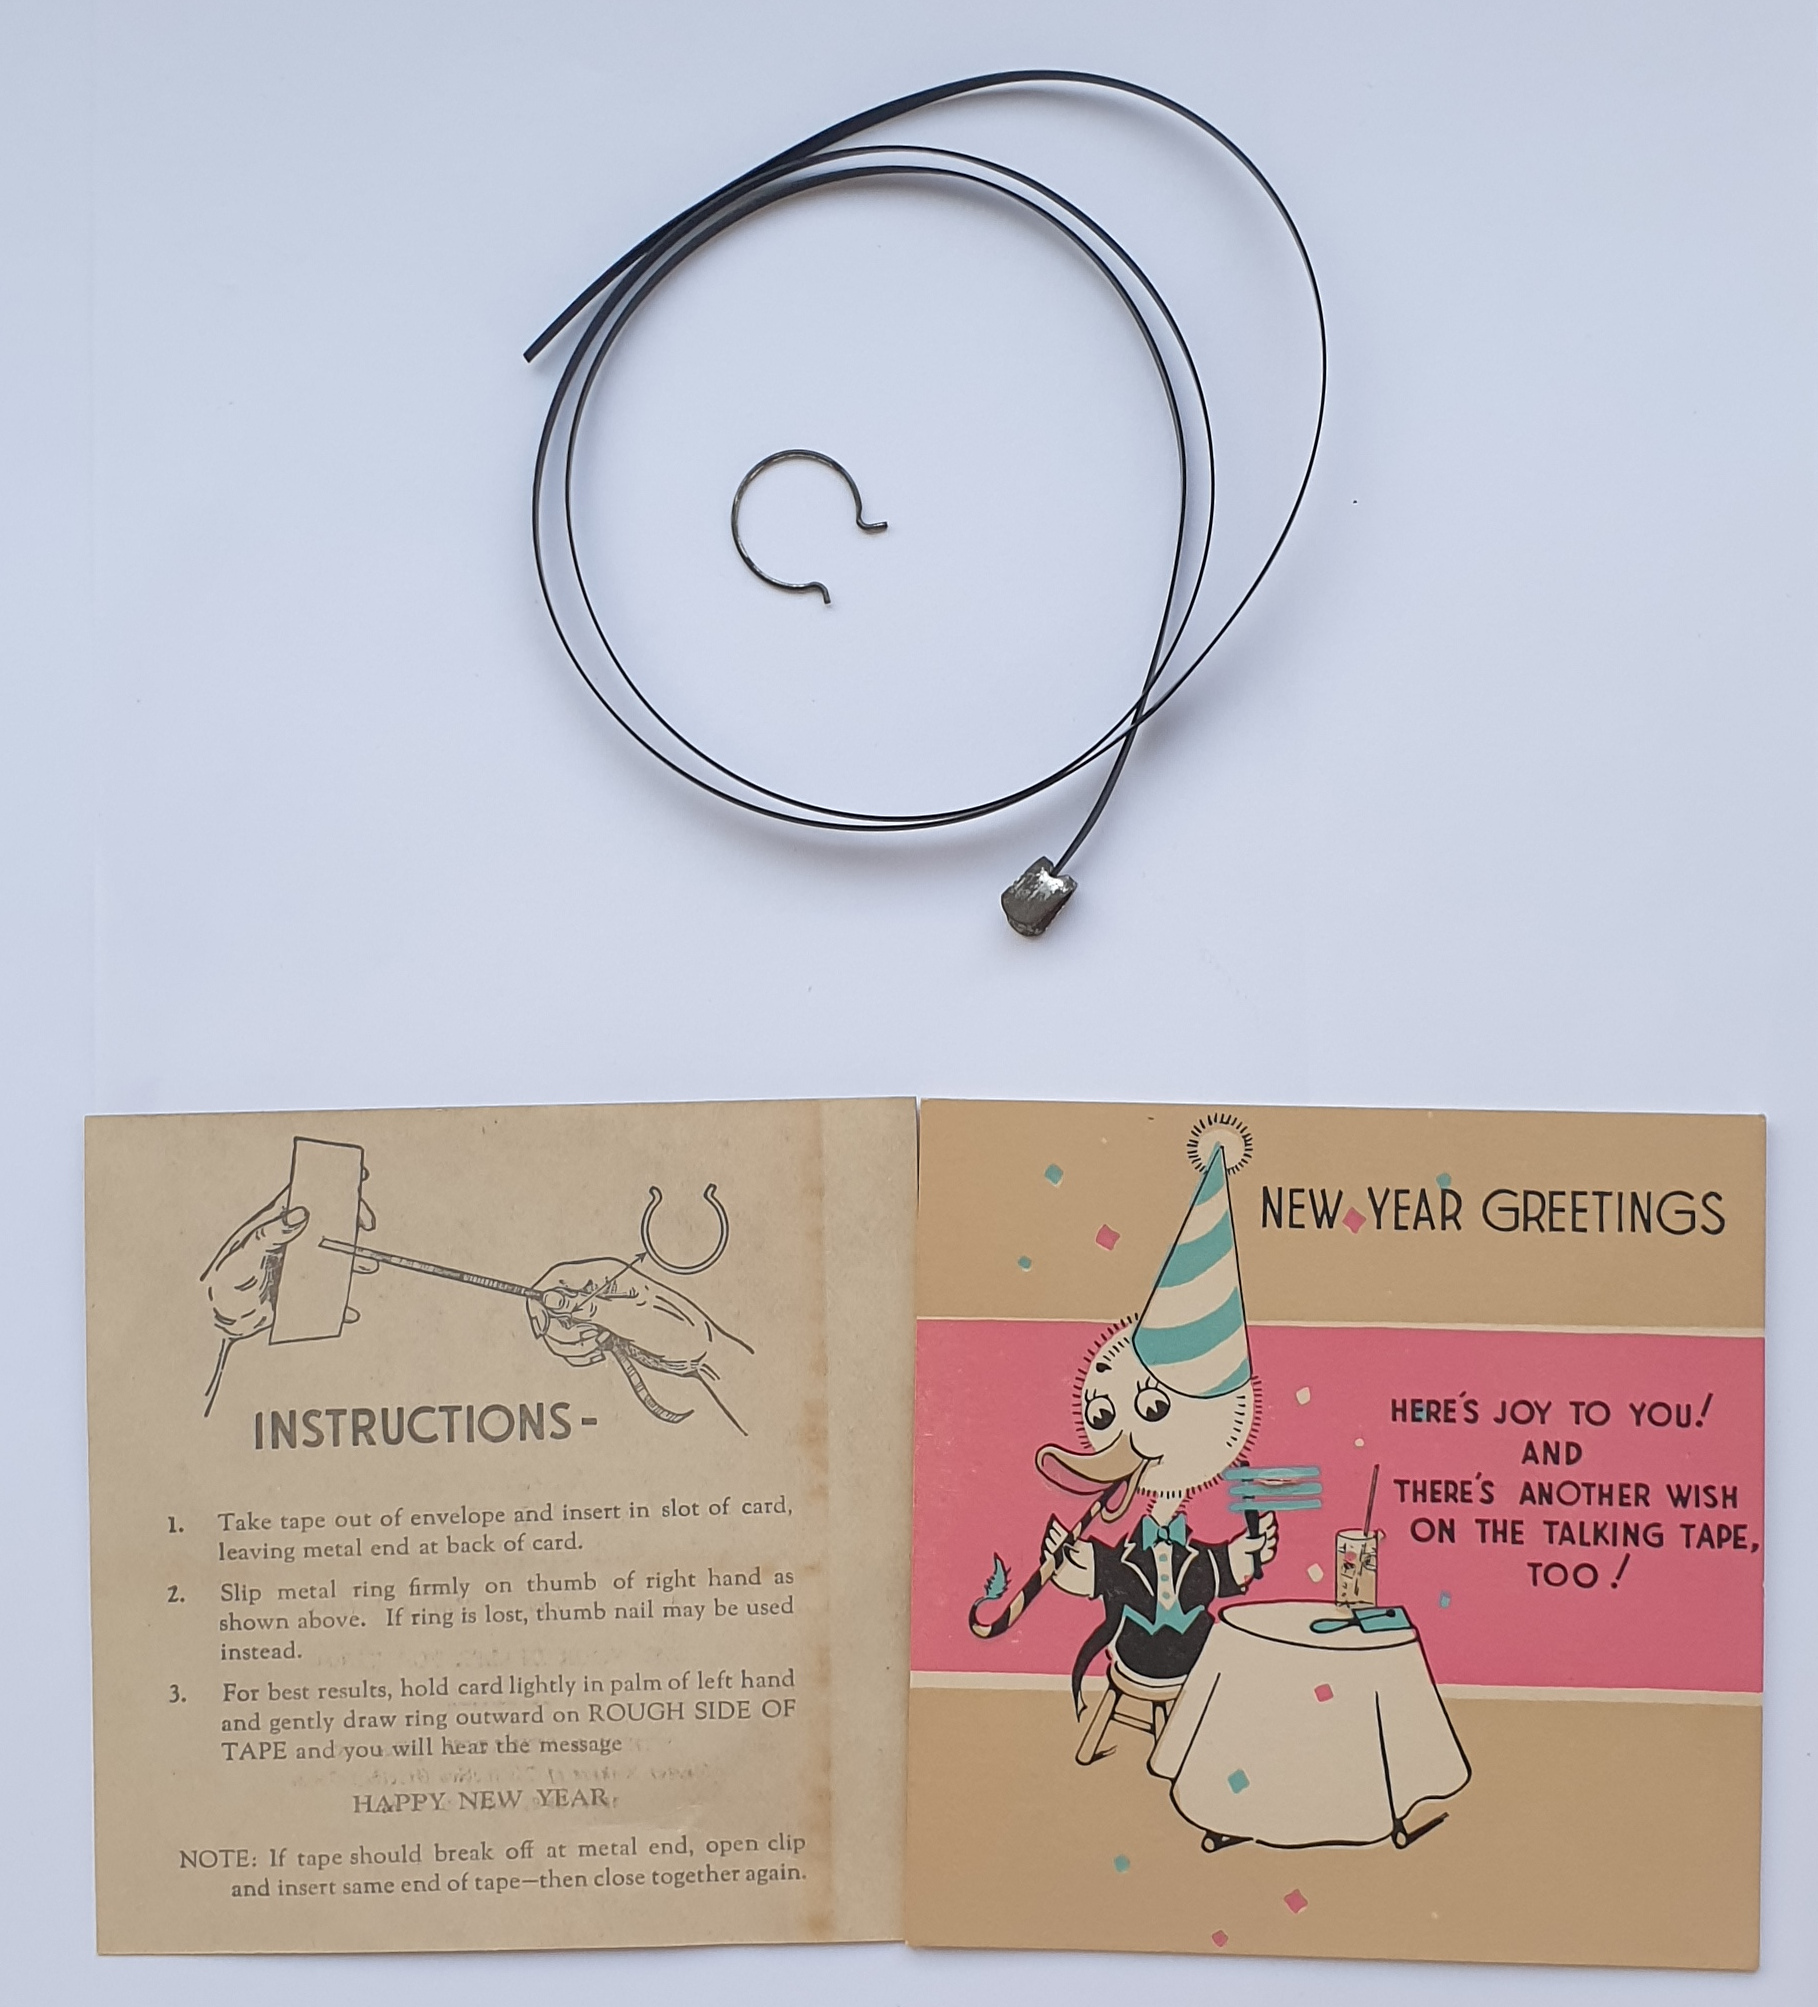 INSTRUCTIONS-
1. Take tape out of envelope and insert in slot of card,
leaving metal end at back of card.
2. Slip metal ring firmly on thumb of right hand as
shown above. If ring is lost, thumb nail may be used
instead.
3. For best results, hold card lightly in palm of left hand
and gently draw ring outward on ROUGH SIDE OF
TAPE and you will hear the message
HAPPY NEW YEAR
NOTE: If tape should break off at metal end, open clip
and insert same end of tape—then close together again.
NEW YEAR GREETINGS
HERE'S JOY TO YOU!
AND
THERE'S ANOTHER WISH
ON THE TALKING TAPE,
TOO!